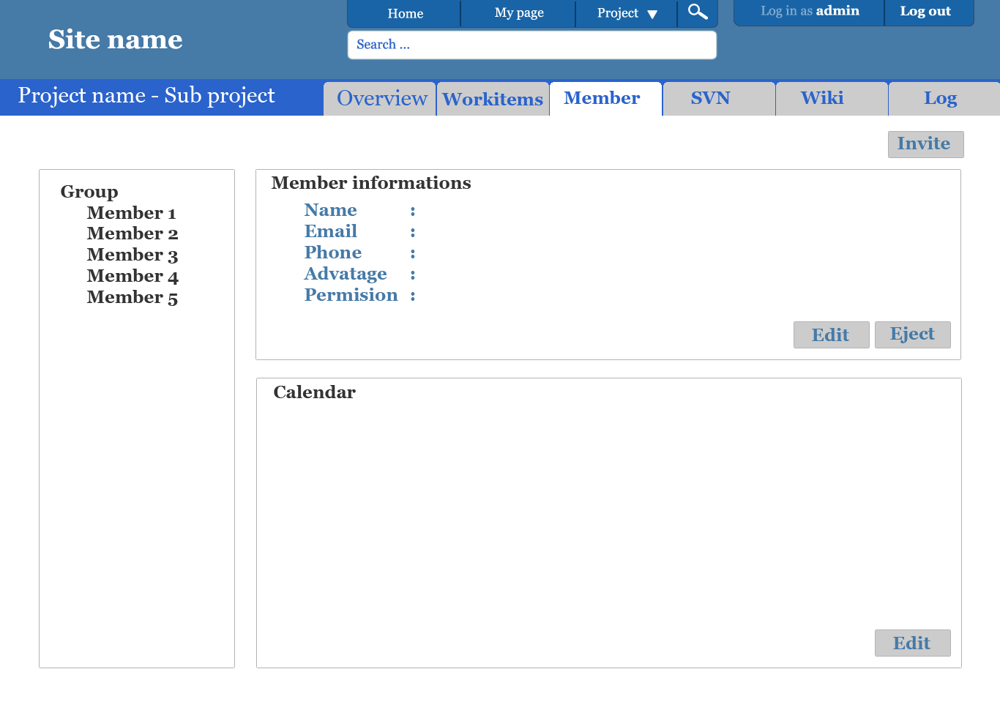 Home My page Project Log in as admin Log out
Site name
Search ...
Project name - Sub project Overview Workitems Member SVN Wiki Log
Invite
Group
Member 1
Member 2
Member 3
Member 4
Member 5
Member informations
Name :
Email :
Phone :
Advatage :
Permision :
Edit Eject
Calendar
Edit